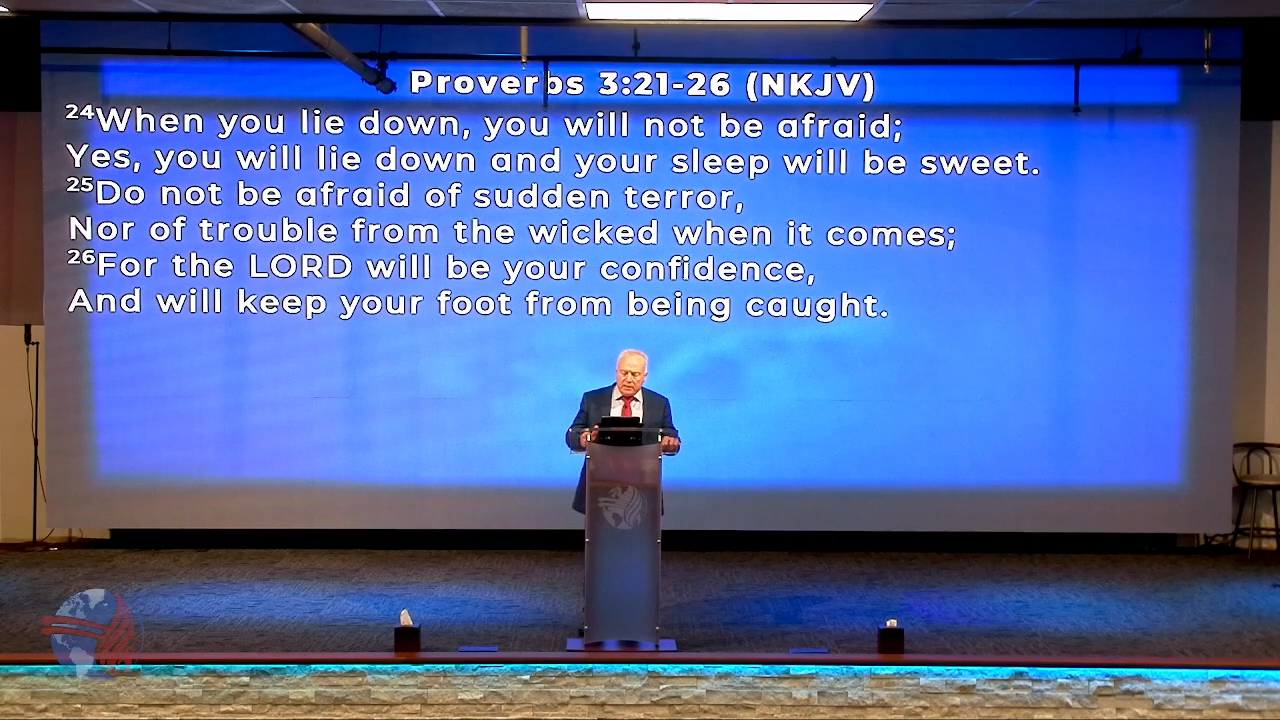 Proverbs 3:21-26 (NKJV)
24When you lie down, you will not be afraid;
Yes, you will lie down and your sleep will be sweet.
25Do not be afraid of sudden terror,
Nor of trouble from the wicked when it comes;
26For the LORD will be your confidence,
And will keep your foot from being caught.